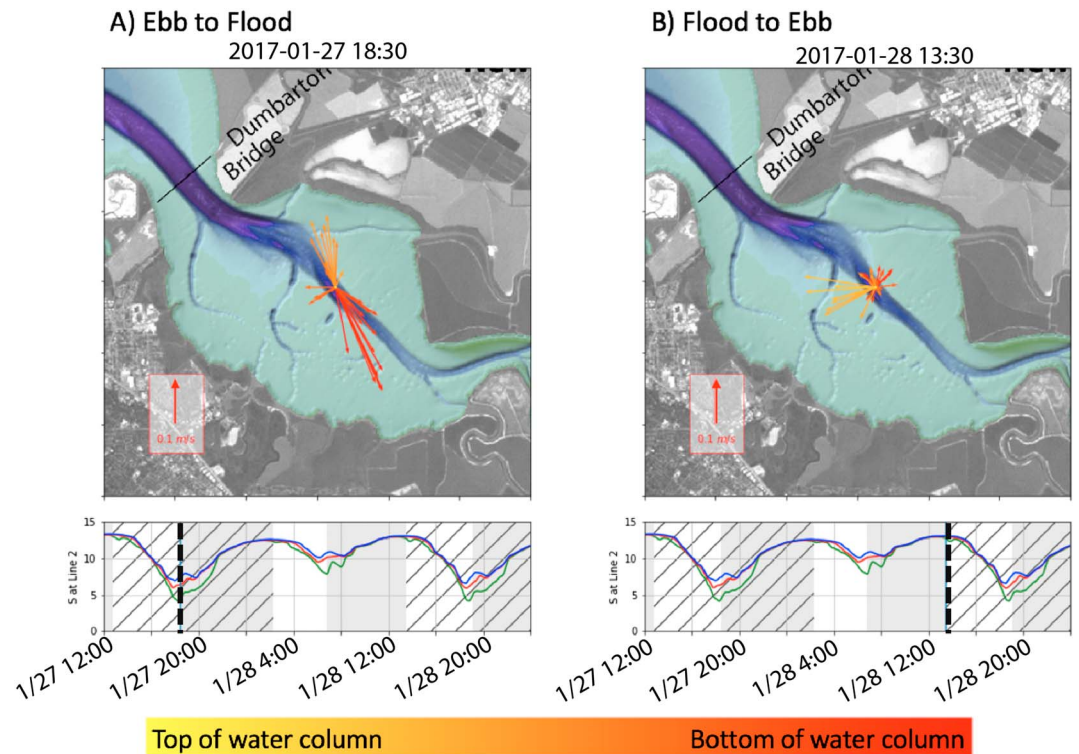 A) Ebb to Flood
2017-01-27 18:30
Dumbarton
Bridge
0.1 m/s
B) Flood to Ebb
2017-01-28 13:30
Dumbarton
Bridge
0.1 m/s
S at Line 2
15
10
5
0
1/27 12:00
1/27 20:00
1/28 4:00
1/28 12:00
1/28 20:00
S at Line 2
15
10
5
0
1/27 12:00
1/27 20:00
1/28 4:00
1/28 12:00
1/28 20:00
Top of water column
Bottom of water column